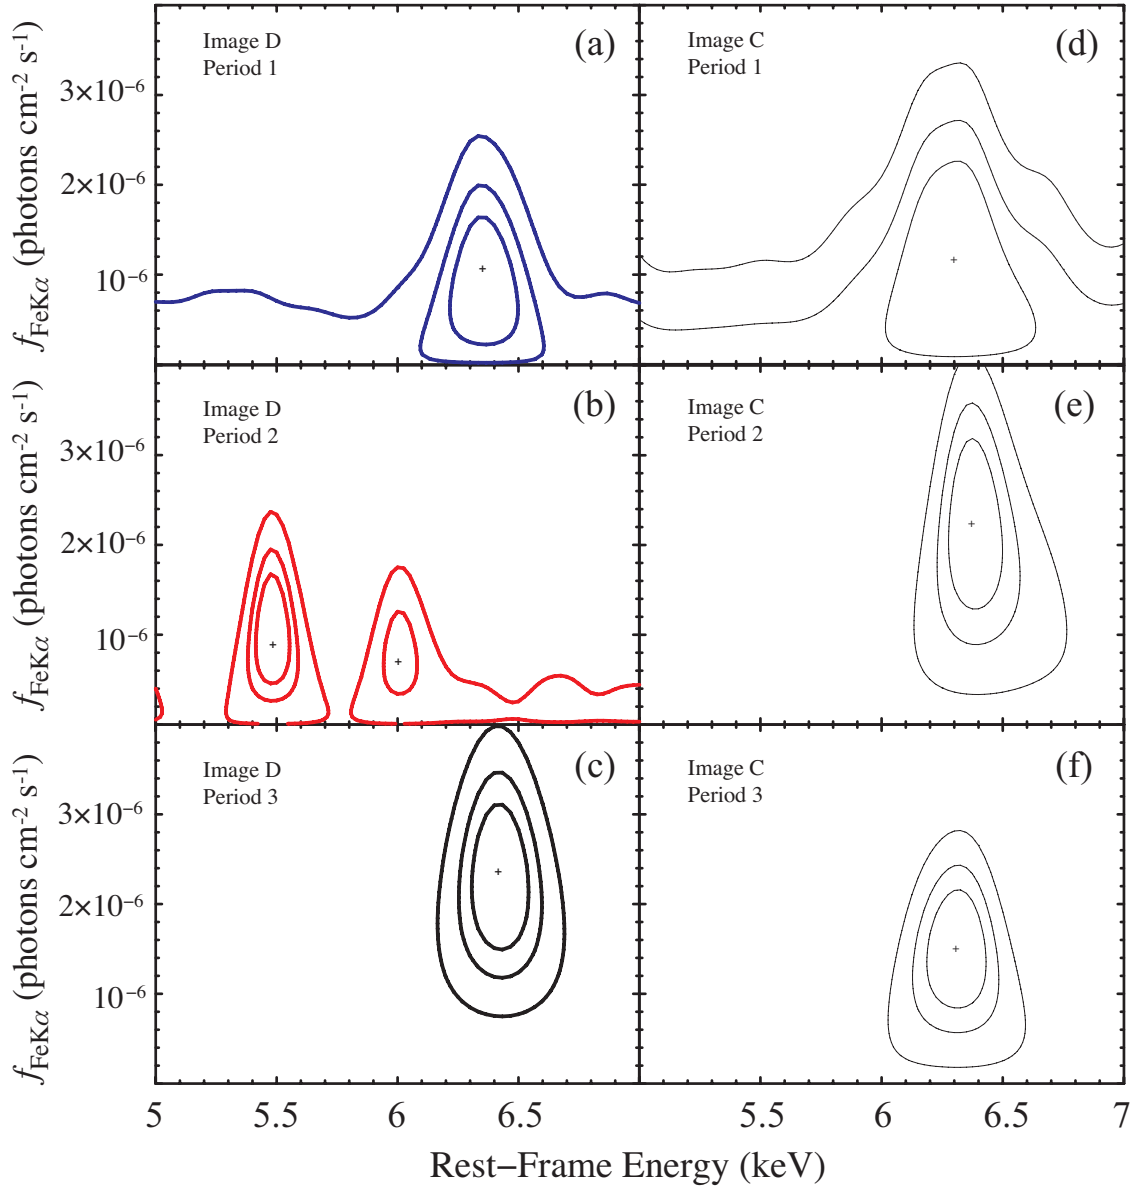 Image D
Period 1
(a)
Image C
Period 1
(d)
3×10⁻⁶
2×10⁻⁶
10⁻⁶
f_FeKα (photons cm⁻² s⁻¹)
Image D
Period 2
(b)
Image C
Period 2
(e)
3×10⁻⁶
2×10⁻⁶
10⁻⁶
f_FeKα (photons cm⁻² s⁻¹)
Image D
Period 3
(c)
Image C
Period 3
(f)
3×10⁻⁶
2×10⁻⁶
10⁻⁶
f_FeKα (photons cm⁻² s⁻¹)
5 5.5 6 6.5 5.5 6 6.5 7
Rest−Frame Energy (keV)